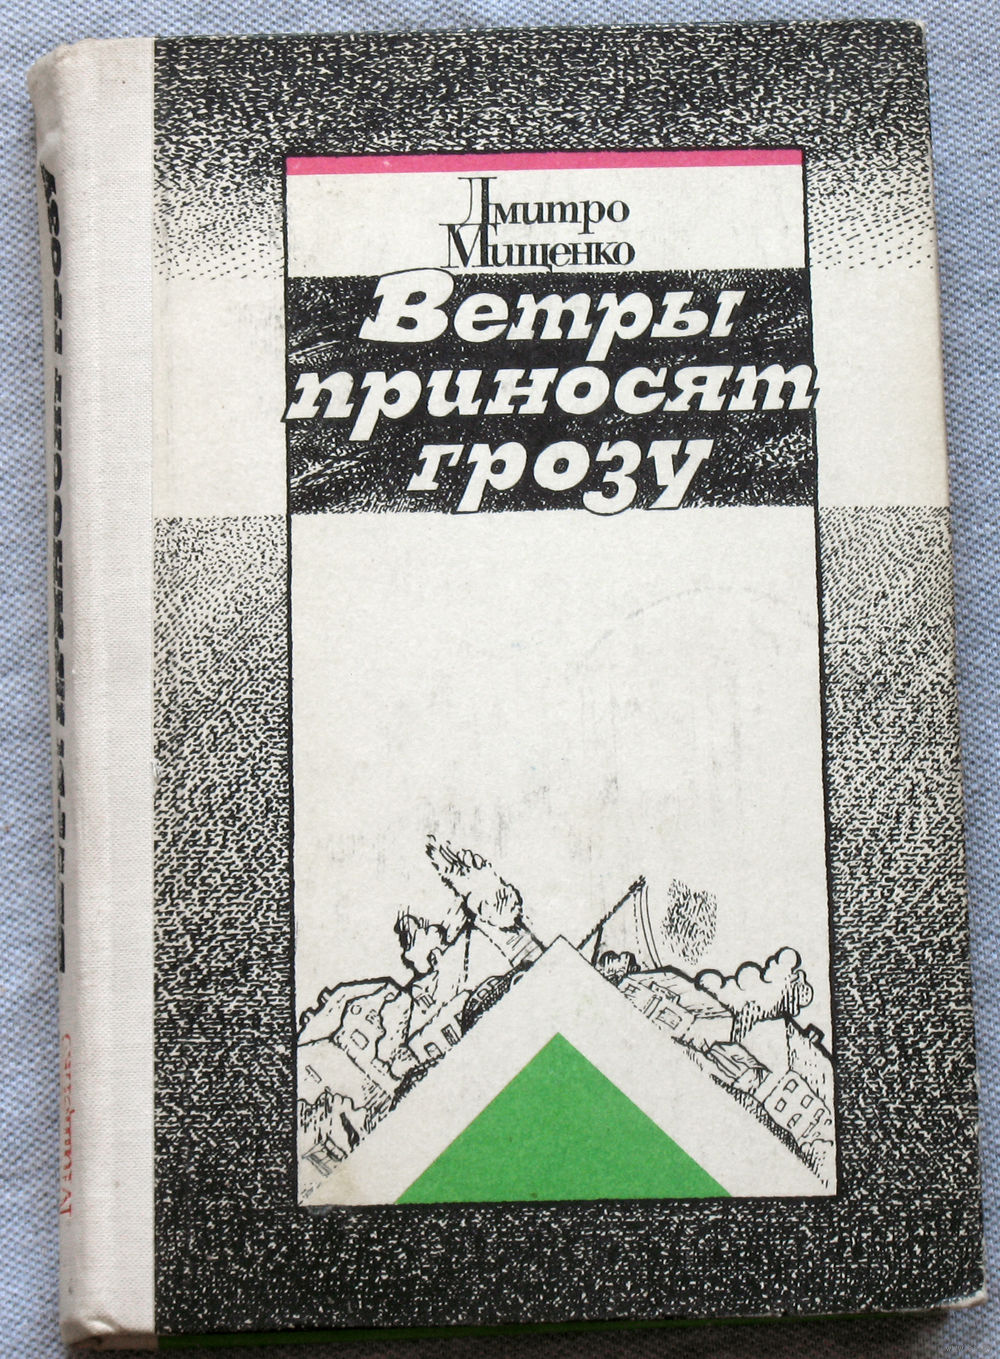 Дмитро
Мищенко
Ветры
приносят
грозу